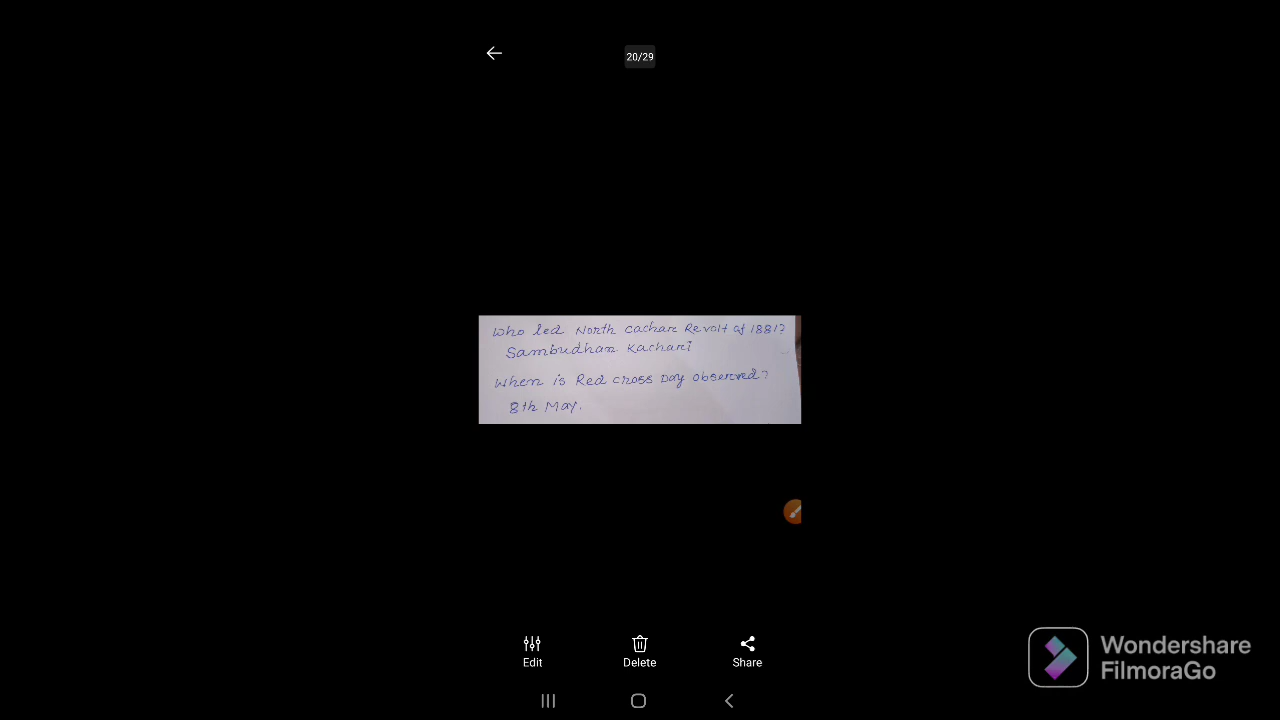 20/29
Who led North Cachar Revolt of 1881?
Sambudhan Kachari
When is Red Cross Day observed?
8th May.
Edit Delete Share
Wondershare
FilmoraGo